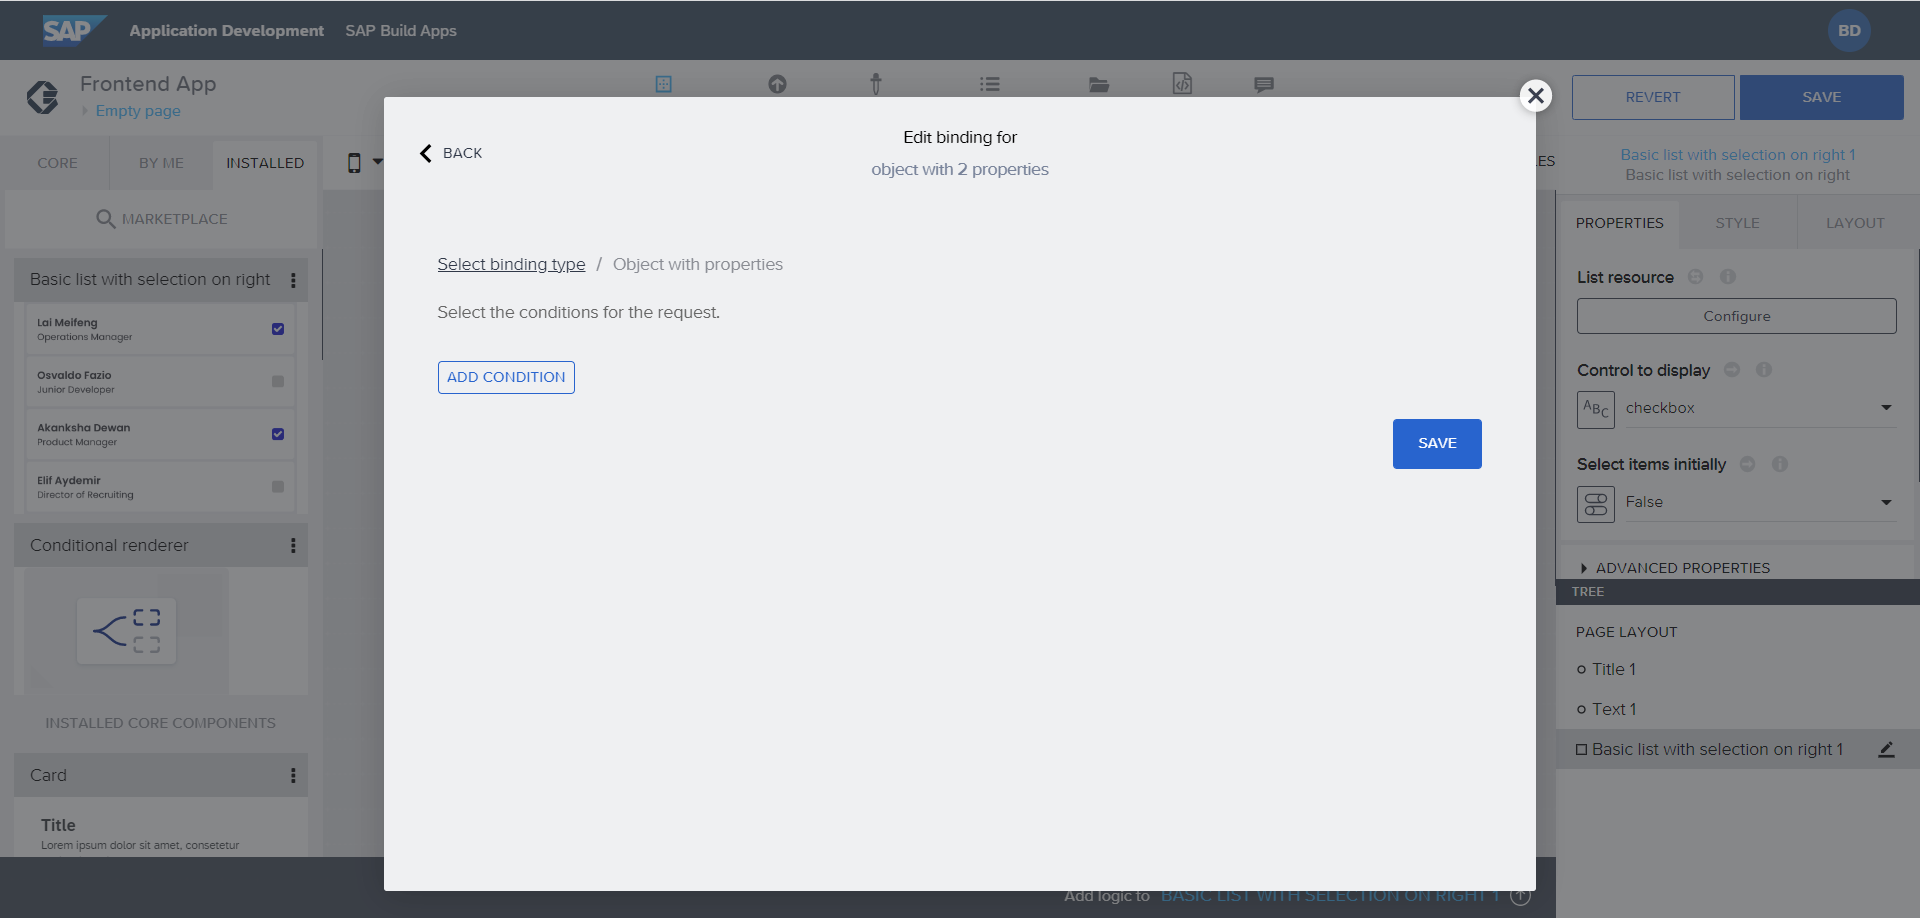 SAP
Application Development
SAP Build Apps
BD
Frontend App
Empty page
REVERT
SAVE
CORE
BY ME
INSTALLED
MARKETPLACE
Basic list with selection on right
Lai Meifeng
Operations Manager
Osvaldo Fazio
Junior Developer
Akanksha Dewan
Product Manager
Elif Aydemir
Director of Recruiting
Conditional renderer
INSTALLED CORE COMPONENTS
Card
Title
Lorem ipsum dolor sit amet, consetetur
BACK
Edit binding for
object with 2 properties
Select binding type / Object with properties
Select the conditions for the request.
ADD CONDITION
SAVE
ES
Basic list with selection on right 1
Basic list with selection on right
PROPERTIES
STYLE
LAYOUT
List resource
Configure
Control to display
ABC
checkbox
Select items initially
False
ADVANCED PROPERTIES
TREE
PAGE LAYOUT
Title 1
Text 1
Basic list with selection on right 1
Add logic to BASIC LIST WITH SELECTION ON RIGHT 1